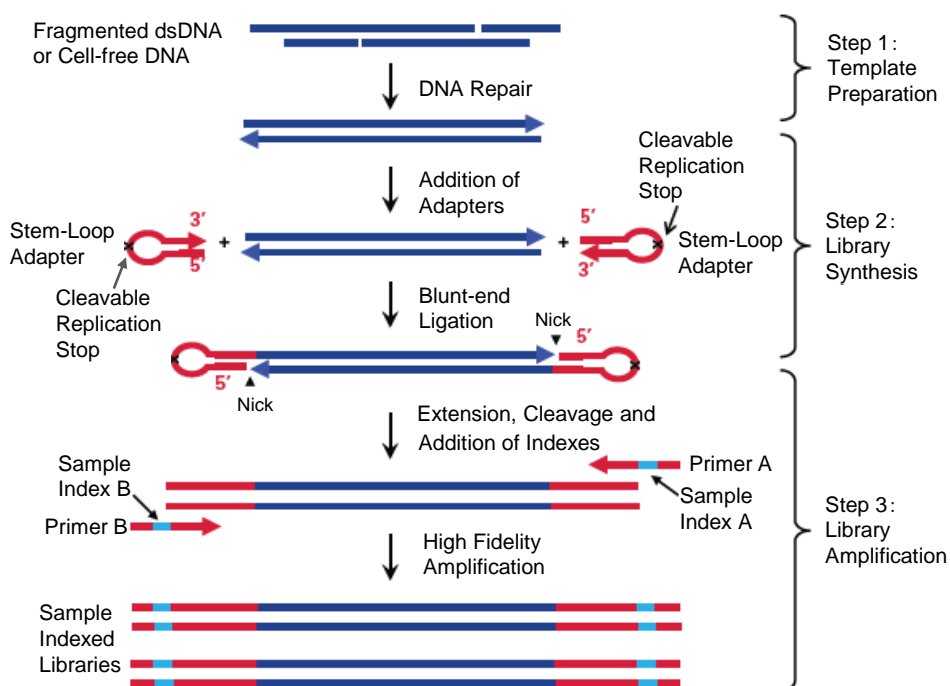 Fragmented dsDNA
or Cell-free DNA
Step 1:
Template
Preparation
DNA Repair
Cleavable
Replication
Stop
Addition of
Adapters
Stem-Loop
Adapter
3’
5’
+
+
5’
3’
Stem-Loop
Adapter
Step 2:
Library
Synthesis
Cleavable
Replication
Stop
Blunt-end
Ligation
Nick
5’
5’
Nick
Extension, Cleavage and
Addition of Indexes
Sample
Index B
Primer B
Primer A
Sample
Index A
Step 3:
Library
Amplification
High Fidelity
Amplification
Sample
Indexed
Libraries